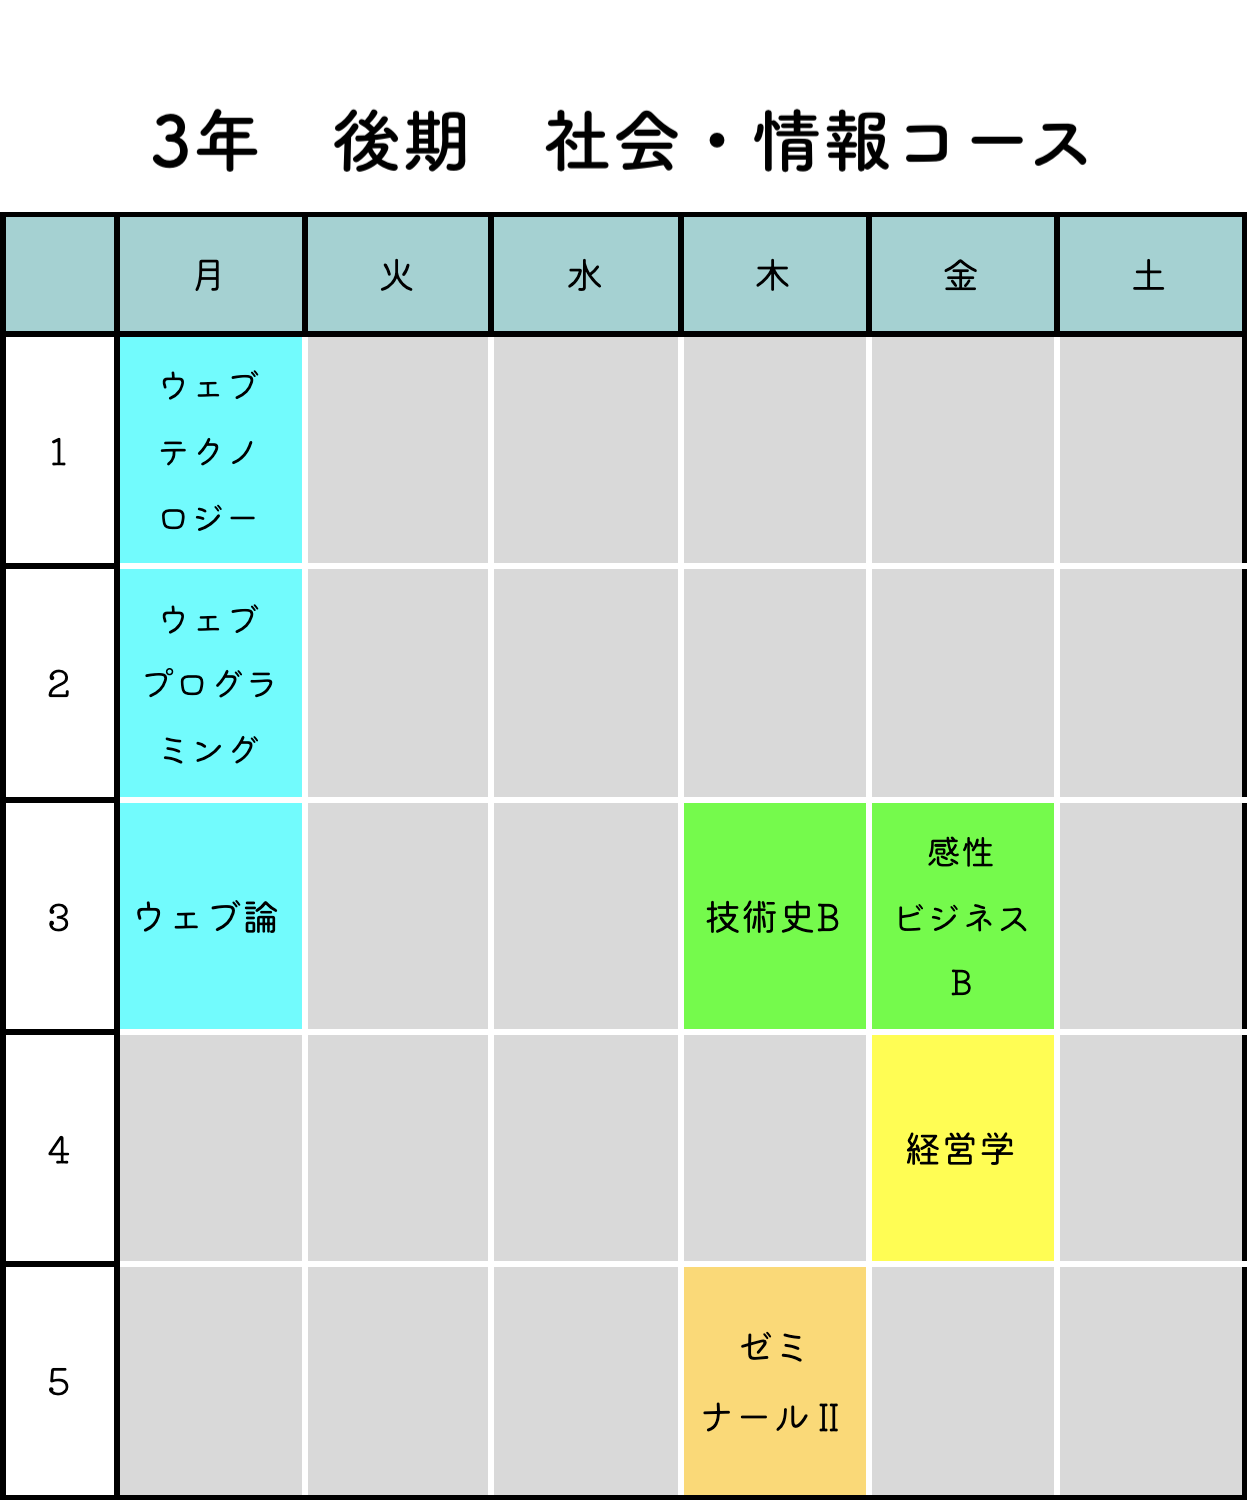 3年　後期　社会・情報コース
月 火 水 木 金 土
1
ウェブ
テクノ
ロジー
2
ウェブ
プログラ
ミング
3
ウェブ論
技術史B
感性
ビジネス
B
4
経営学
5
ゼミ
ナールⅡ